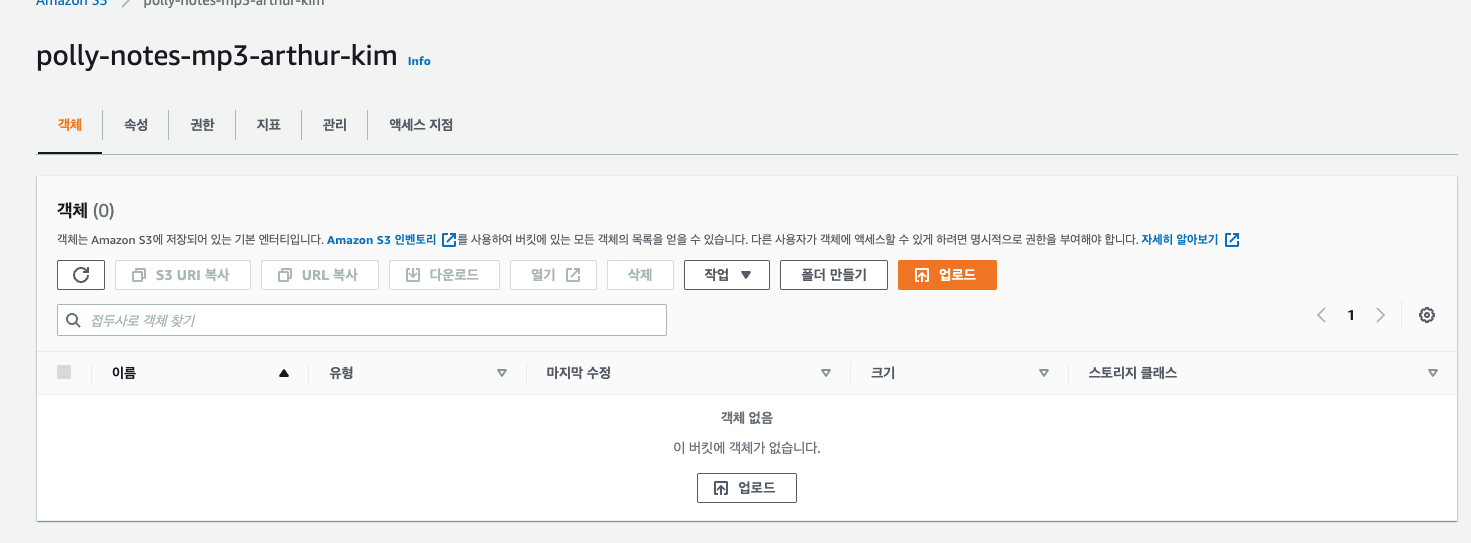 Amazon S3 > polly-notes-mp3-arthur-kim
polly-notes-mp3-arthur-kim Info
객체 속성 권한 지표 관리 액세스 지점
객체 (0)
객체는 Amazon S3에 저장되어 있는 기본 엔터티입니다. Amazon S3 인벤토리를 사용하여 버킷에 있는 모든 객체의 목록을 얻을 수 있습니다. 다른 사용자가 객체에 액세스할 수 있게 하려면 명시적으로 권한을 부여해야 합니다. 자세히 알아보기
S3 URI 복사 URL 복사 다운로드 열기 삭제 작업 폴더 만들기 업로드
접두사로 객체 찾기 1
이름 유형 마지막 수정 크기 스토리지 클래스
객체 없음
이 버킷에 객체가 없습니다.
업로드